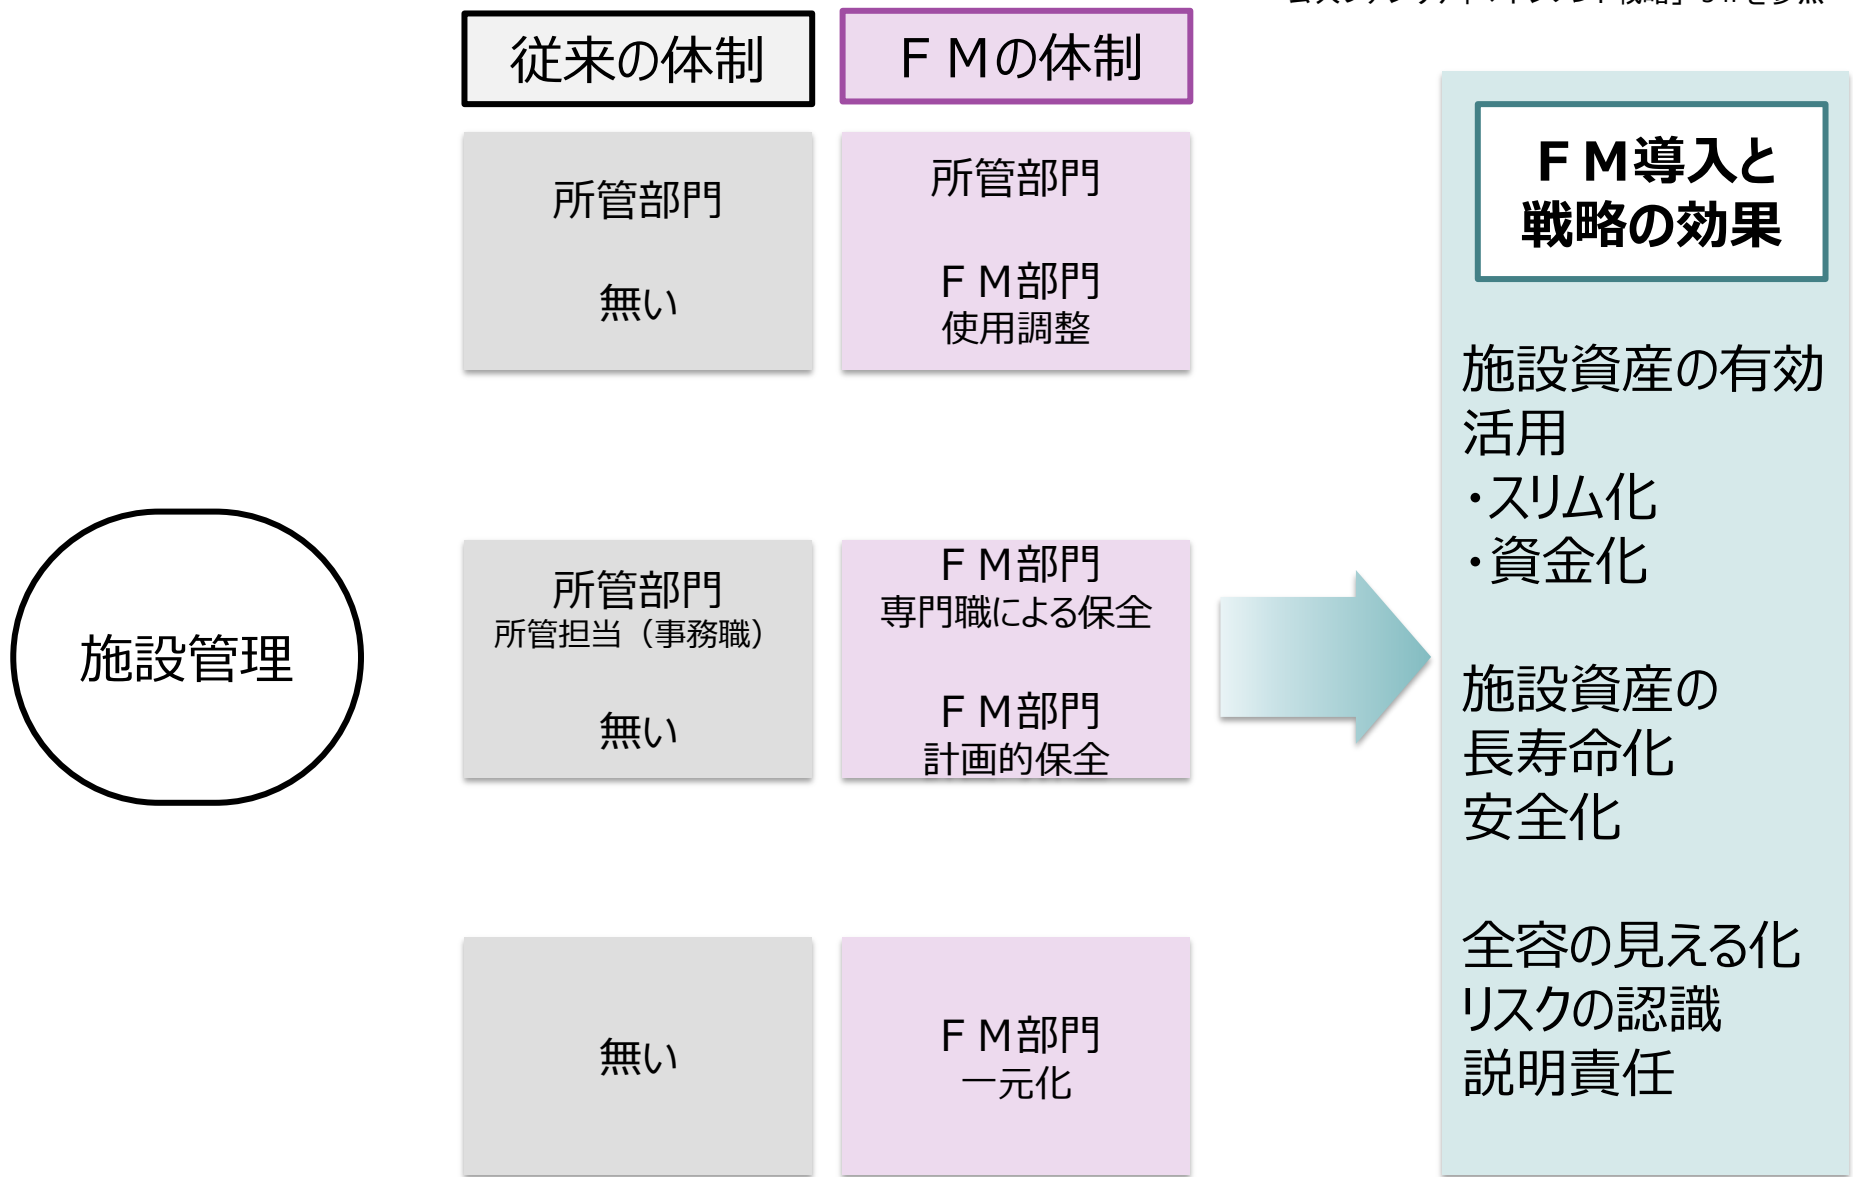 従来の体制
ＦＭの体制
所管部門
無い
所管部門
ＦＭ部門
使用調整
施設管理
所管部門
所管担当（事務職）
無い
ＦＭ部門
専門職による保全
ＦＭ部門
計画的保全
無い
ＦＭ部門
一元化
ＦＭ導入と
戦略の効果
施設資産の有効
活用
・スリム化
・資金化
施設資産の
長寿命化
安全化
全容の見える化
リスクの認識
説明責任